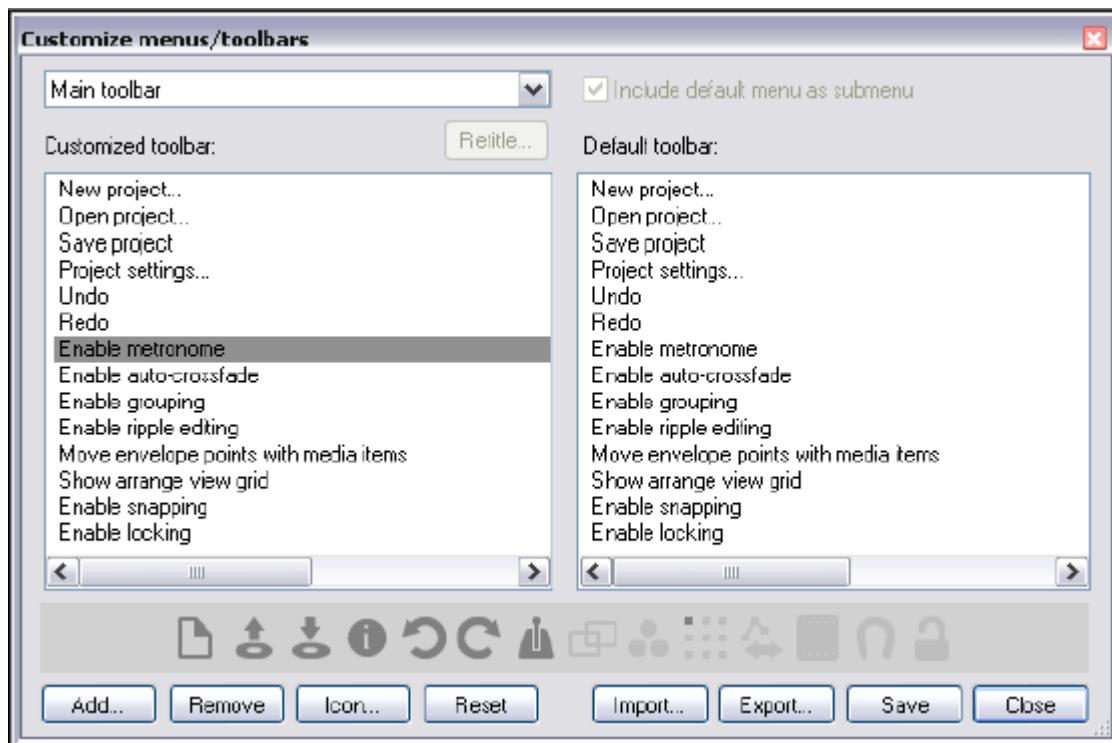 Customize menus/toolbars
Main toolbar
Include default menu as submenu
Customized toolbar:
Retitle...
Default toolbar:
New project...
Open project...
Save project
Project settings...
Undo
Redo
Enable metronome
Enable auto-crossfade
Enable grouping
Enable ripple editing
Move envelope points with media items
Show arrange view grid
Enable snapping
Enable locking
New project...
Open project...
Save project
Project settings...
Undo
Redo
Enable metronome
Enable auto-crossfade
Enable grouping
Enable ripple editing
Move envelope points with media items
Show arrange view grid
Enable snapping
Enable locking
Add...
Remove
Icon...
Reset
Import...
Export...
Save
Close